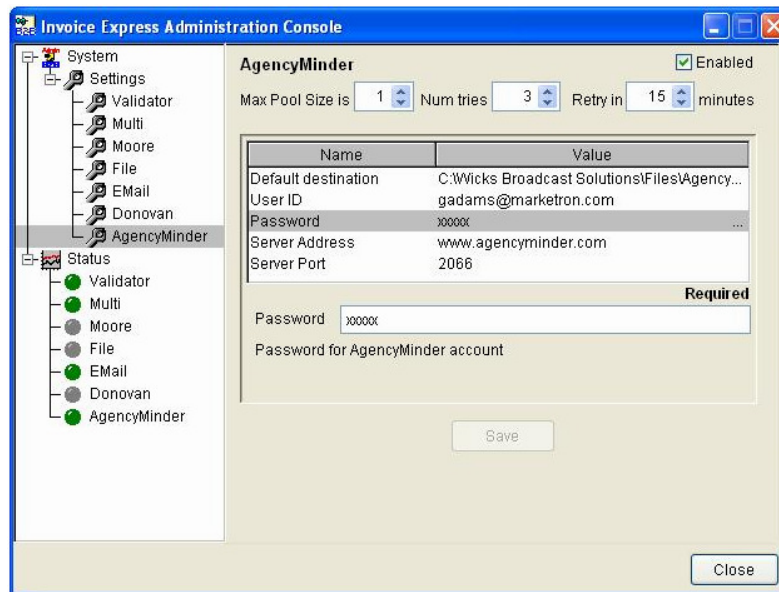 Invoice Express Administration Console
System
Settings
Validator
Multi
Moore
File
EMail
Donovan
AgencyMinder
Status
Validator
Multi
Moore
File
EMail
Donovan
AgencyMinder
AgencyMinder
Enabled
Max Pool Size is 1 Num tries 3 Retry in 15 minutes
Name Value
Default destination C:\Wicks Broadcast Solutions\Files\Agency...
User ID gadams@marketron.com
Password xxxxx ...
Server Address www.agencyminder.com
Server Port 2066
Required
Password xxxxx
Password for AgencyMinder account
Save
Close